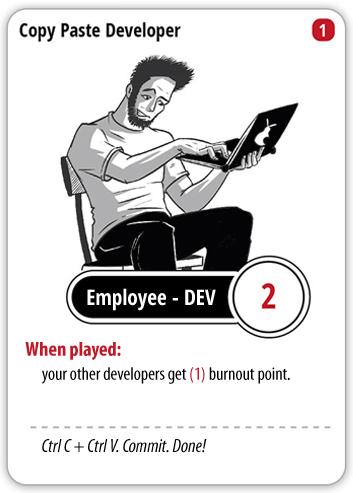 Copy Paste Developer 1
Employee - DEV 2
When played:
your other developers get (1) burnout point.
Ctrl C + Ctrl V. Commit. Done!